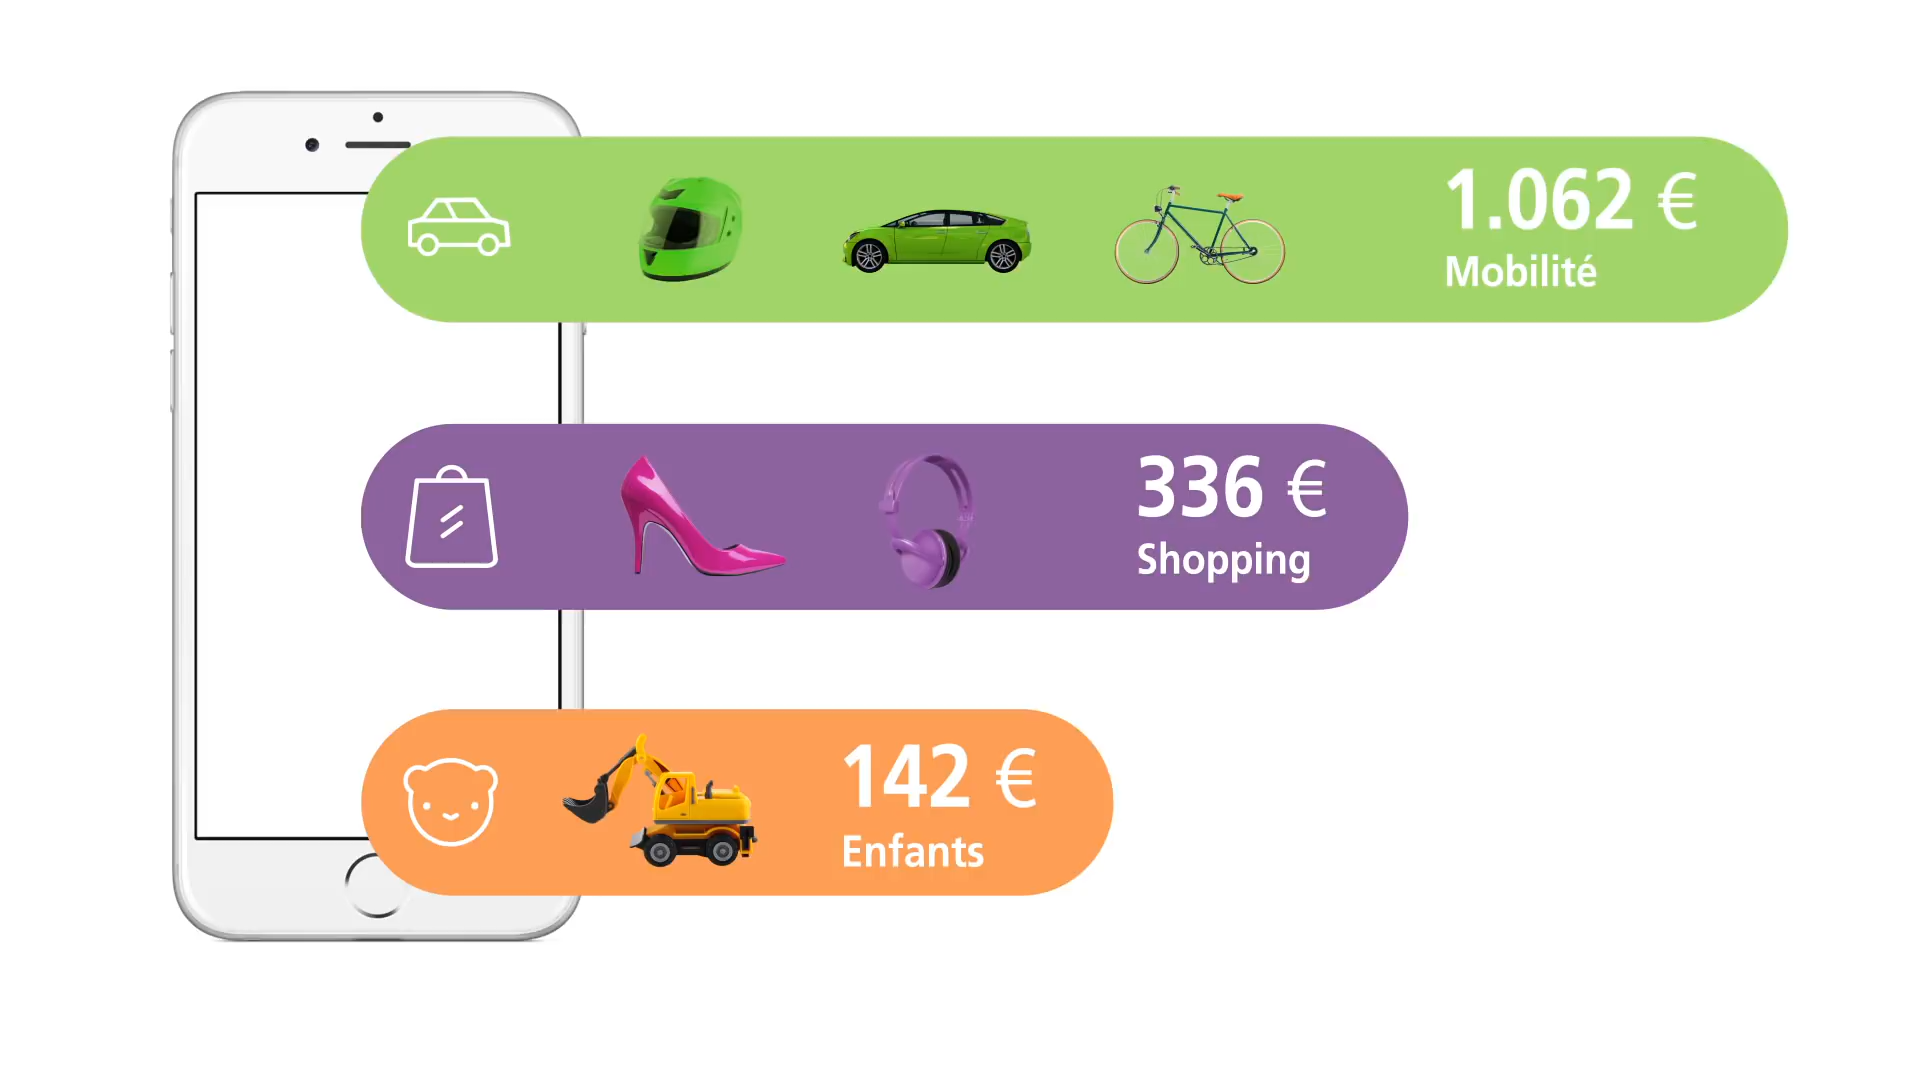 1.062 €
Mobilité
336 €
Shopping
142 €
Enfants